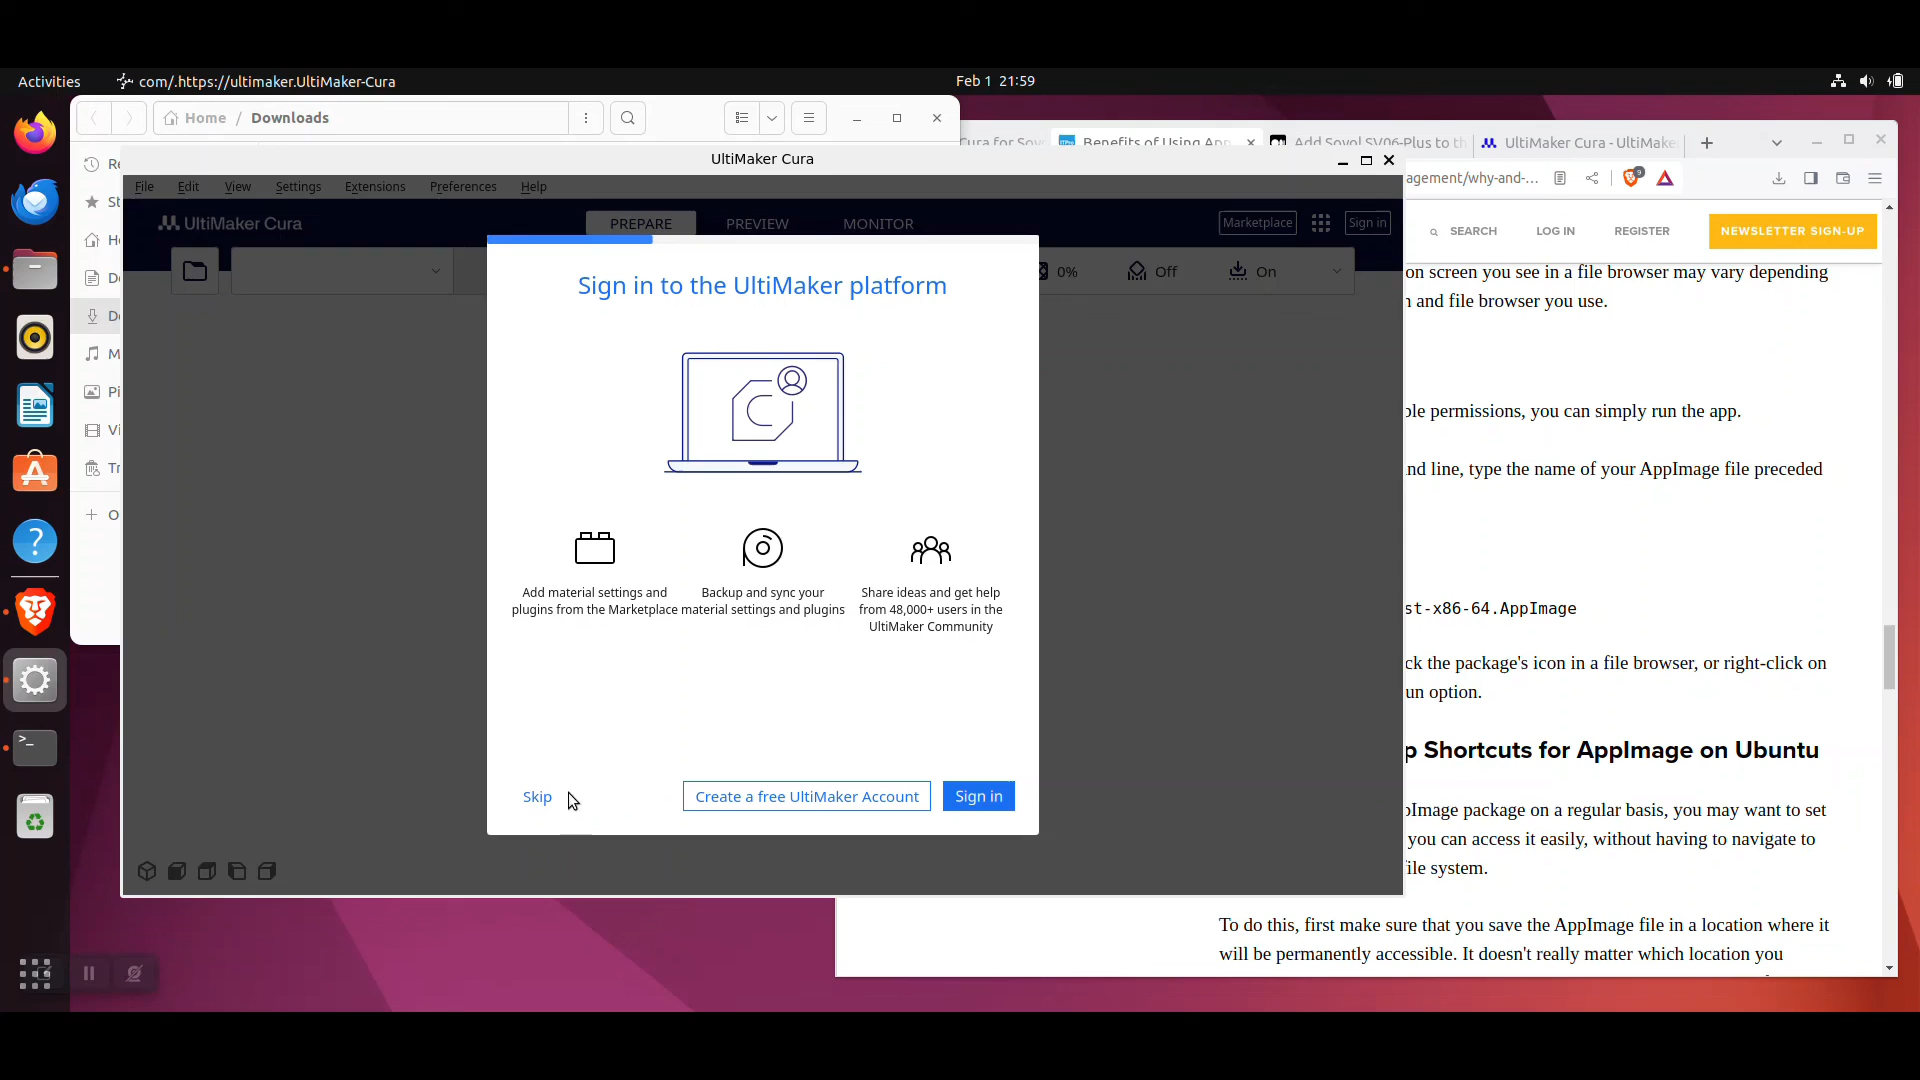 Activities
com/.https://ultimaker.UltiMaker-Cura
Feb 1 21:59
Home / Downloads
Benefits of Using App
Add Sovol SV06-Plus to th
UltiMaker Cura - UltiMake
UltiMaker Cura
agement/why-and-...
9
File Edit View Settings Extensions Preferences Help
UltiMaker Cura
PREPARE
PREVIEW
MONITOR
Marketplace
Sign in
SEARCH
LOG IN
REGISTER
NEWSLETTER SIGN-UP
0%
Off
On
Sign in to the UltiMaker platform
Add material settings and
plugins from the Marketplace
Backup and sync your
material settings and plugins
Share ideas and get help
from 48,000+ users in the
UltiMaker Community
Skip
Create a free UltiMaker Account
Sign in
on screen you see in a file browser may vary depending
and file browser you use.
ble permissions, you can simply run the app.
nd line, type the name of your AppImage file preceded
st-x86-64.AppImage
ck the package's icon in a file browser, or right-click on
un option.
p Shortcuts for AppImage on Ubuntu
pImage package on a regular basis, you may want to set
you can access it easily, without having to navigate to
file system.
To do this, first make sure that you save the AppImage file in a location where it
will be permanently accessible. It doesn't really matter which location you